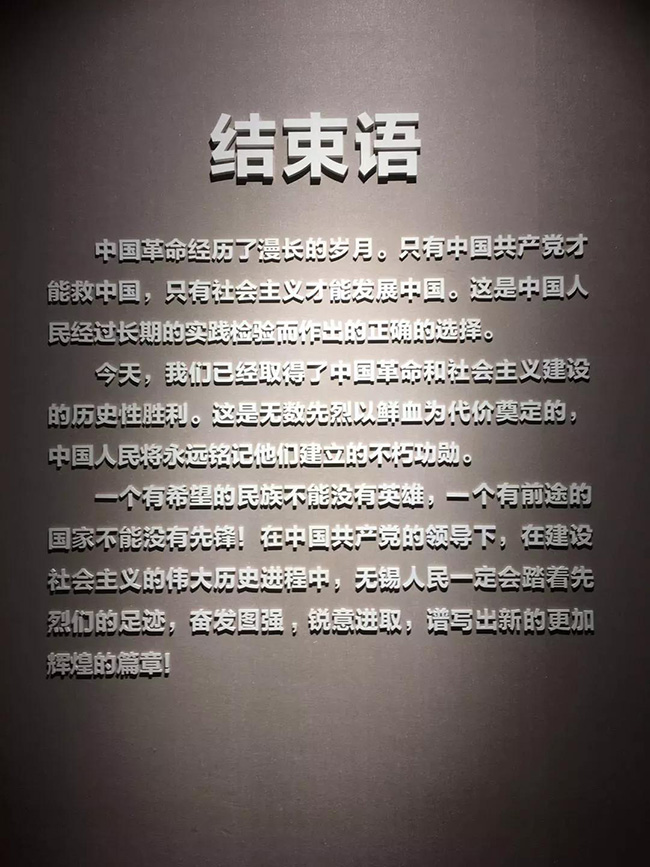 结束语
中国革命经历了漫长的岁月。只有中国共产党才
能救中国，只有社会主义才能发展中国。这是中国人
民经过长期的实践检验而作出的正确的选择。
今天，我们已经取得了中国革命和社会主义建设
的历史性胜利。这是无数先烈以鲜血为代价奠定的，
中国人民将永远铭记他们建立的不朽功勋。
一个有希望的民族不能没有英雄，一个有前途的
国家不能没有先锋！在中国共产党的领导下，在建设
社会主义的伟大历史进程中，无锡人民一定会踏着先
烈们的足迹，奋发图强，锐意进取，谱写出新的更加
辉煌的篇章！